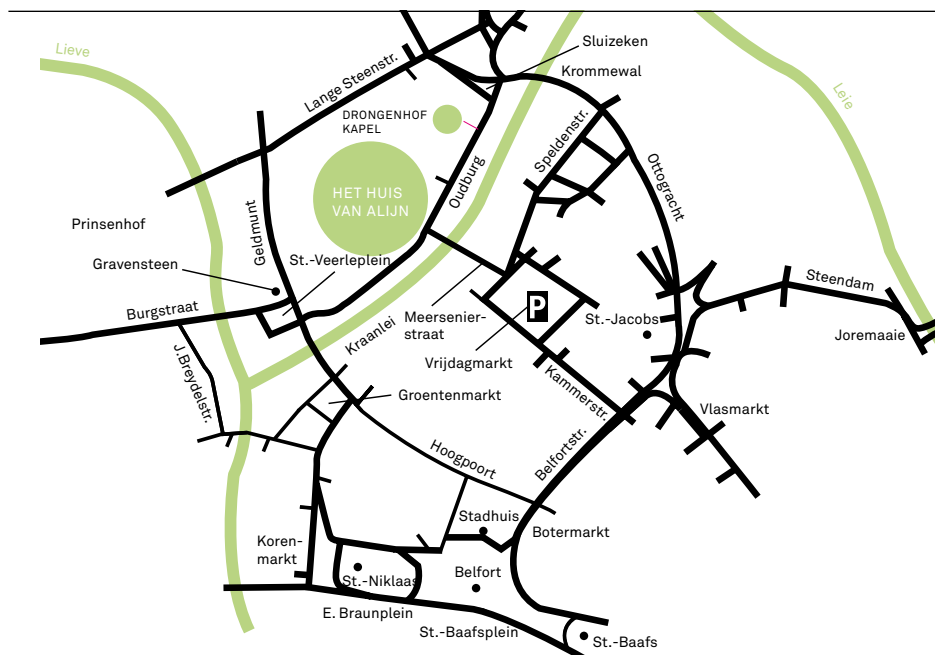 Lieve
Sluizeken
Krommewal
Lange Steenstr.
Leie
DRONGENHOF
KAPEL
Speldenstr.
Oudburg
Ottogracht
HET HUIS
VAN ALIJN
Prinsenhof
Geldmunt
St.-Veerleplein
Gravensteen
Steendam
Burgstraat
Meersenier-
straat
P
St.-Jacobs
Joremaaie
Kraanlei
Vrijdagmarkt
J.Breydelstr.
Kammerstr.
Groentenmarkt
Vlasmarkt
Hoogpoort
Belfortstr.
Stadhuis
Botermarkt
Koren-
markt
St.-Niklaas
Belfort
E. Braunplein
St.-Baafsplein
St.-Baafs